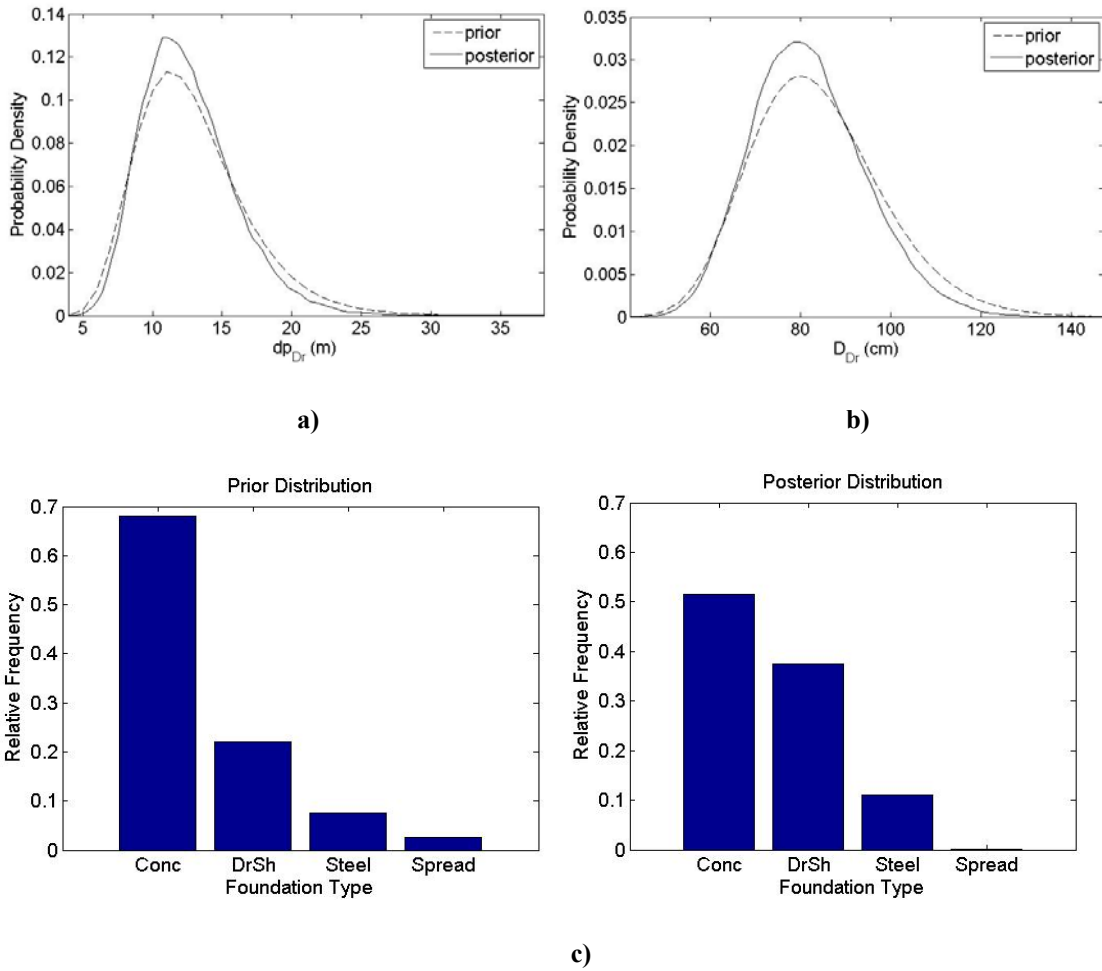 0.14
0.12
0.1
0.08
0.06
0.04
0.02
0
Probability Density
5 10 15 20 25 30 35
dp_Dr (m)
prior
posterior
a)
0.035
0.03
0.025
0.02
0.015
0.01
0.005
0
Probability Density
60 80 100 120 140
D_Dr (cm)
prior
posterior
b)
Prior Distribution
0.7
0.6
0.5
0.4
0.3
0.2
0.1
0
Relative Frequency
Conc DrSh Steel Spread
Foundation Type
Posterior Distribution
0.7
0.6
0.5
0.4
0.3
0.2
0.1
0
Relative Frequency
Conc DrSh Steel Spread
Foundation Type
c)